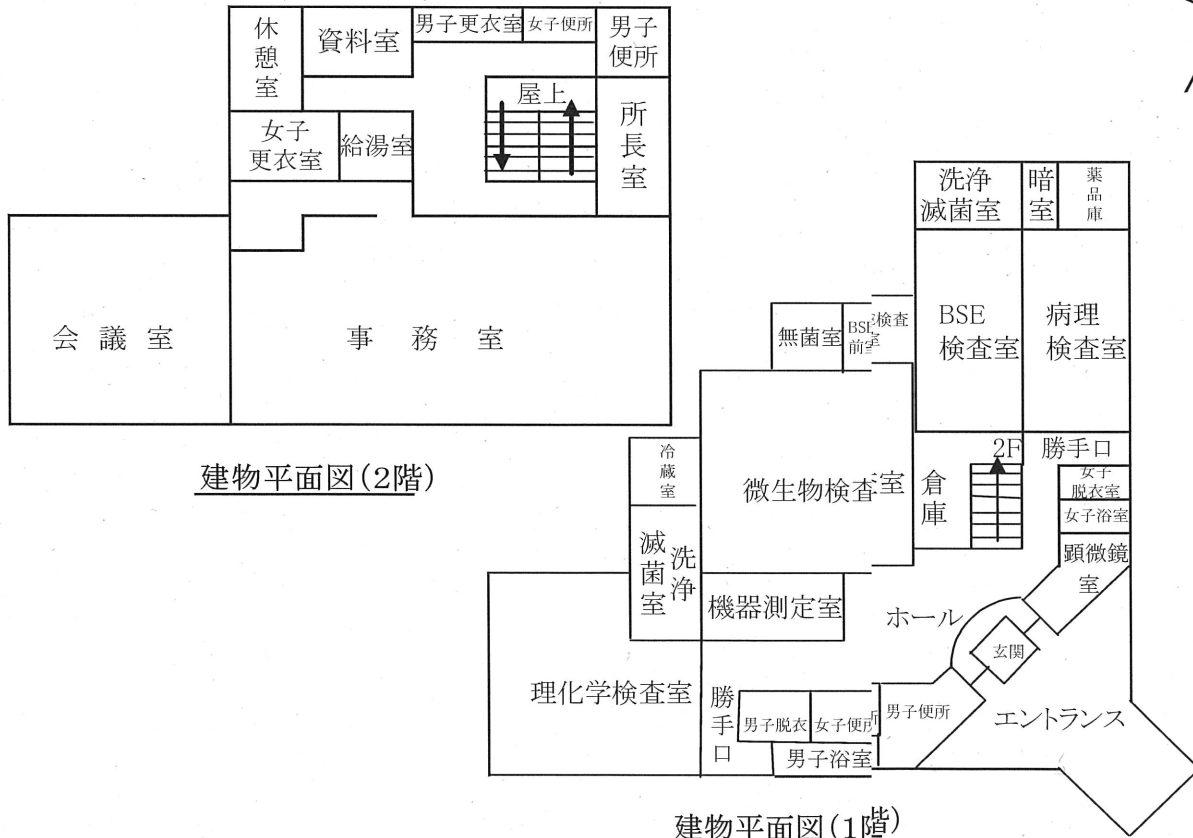 休憩室
資料室
男子更衣室
女子便所
男子
便所
屋上
所長室
女子
更衣室
給湯室
会議室
事務室
建物平面図(2階)
洗浄
滅菌室
暗室
薬品庫
BSE
検査室
病理
検査室
無菌室
BSE
前室
検査
室
冷蔵室
微生物検査室
倉庫
2F
勝手口
女子
脱衣室
女子浴室
顕微鏡
室
洗浄
滅菌室
機器測定室
ホール
玄関
理化学検査室
勝手口
男子脱衣
女子便所
男子便所
エントランス
男子浴室
建物平面図(1階)